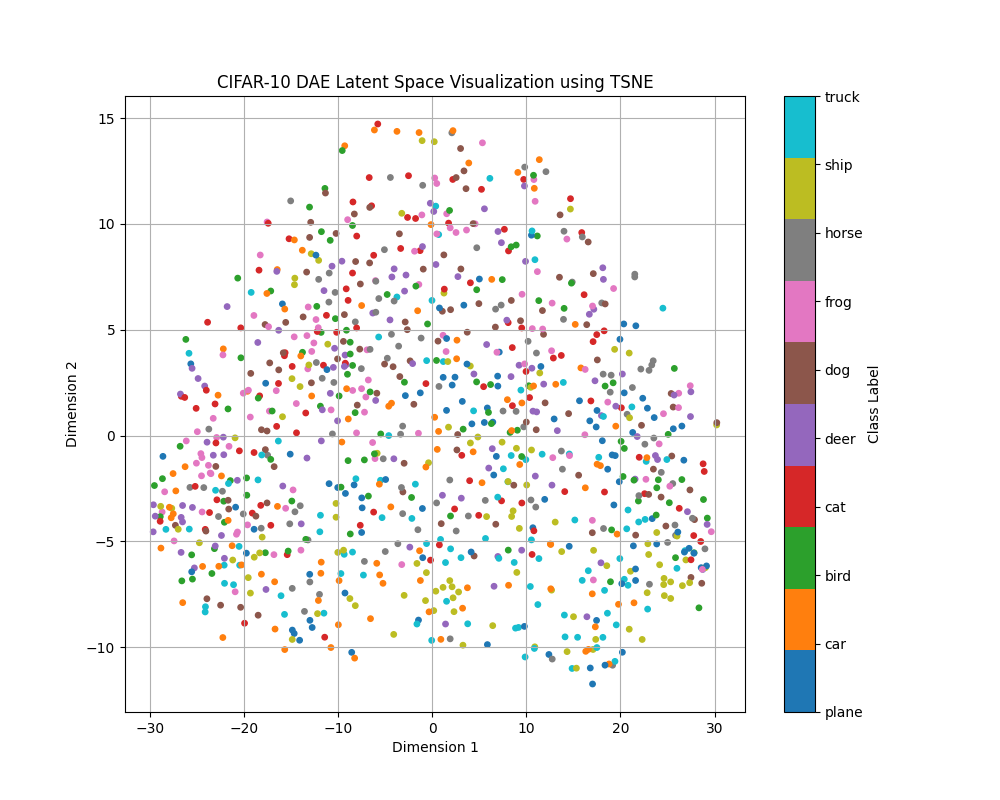 CIFAR-10 DAE Latent Space Visualization using TSNE
15
10
5
0
−5
−10
Dimension 2
−30
−20
−10
0
10
20
30
Dimension 1
truck
ship
horse
frog
dog
deer
cat
bird
car
plane
Class Label